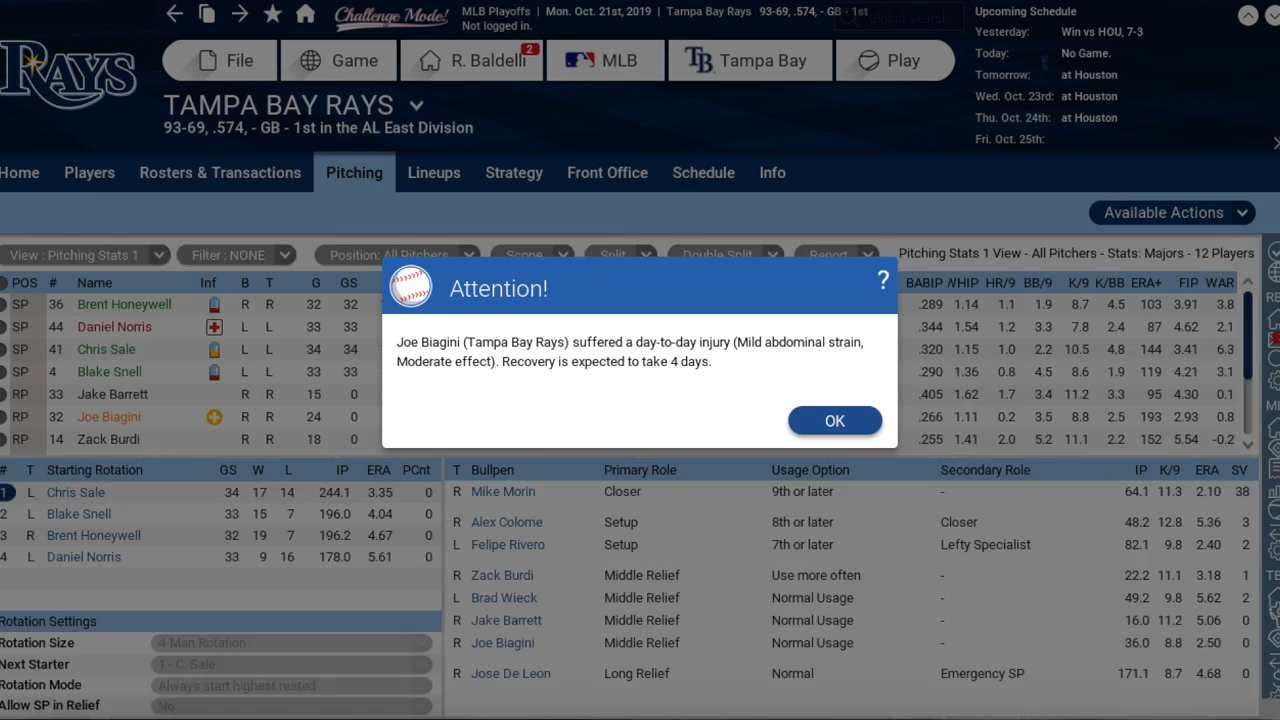 Challenge Mode!
MLB Playoffs | Mon. Oct. 21st, 2019 | Tampa Bay Rays 93-69, .574, - GB - 1st
Not logged in.
Global Search...
Upcoming Schedule
Yesterday: Win vs HOU, 7-3
Today: No Game.
Tomorrow: at Houston
Wed. Oct. 23rd: at Houston
Thu. Oct. 24th: at Houston
Fri. Oct. 25th:
RAYS
File
Game
R. Baldelli 2
MLB
TB Tampa Bay
Play
TAMPA BAY RAYS
93-69, .574, - GB - 1st in the AL East Division
Home Players Rosters & Transactions Pitching Lineups Strategy Front Office Schedule Info
Available Actions
View : Pitching Stats 1 Filter : NONE Position: All Pitchers Scope Split Double Split Report Pitching Stats 1 View - All Pitchers - Stats: Majors - 12 Players
POS # Name Inf B T G GS BABIP WHIP HR/9 BB/9 K/9 K/BB ERA+ FIP WAR
SP 36 Brent Honeywell R R 32 32 .289 1.14 1.1 1.9 8.7 4.5 103 3.91 3.8
SP 44 Daniel Norris L L 33 33 .344 1.54 1.2 3.3 7.8 2.4 87 4.62 2.1
SP 41 Chris Sale L L 34 34 .320 1.15 1.0 2.2 10.5 4.8 144 3.41 6.3
SP 4 Blake Snell L L 33 33 .290 1.36 0.8 4.5 8.6 1.9 119 4.21 3.1
RP 33 Jake Barrett R R 15 0 .405 1.62 1.7 3.4 11.2 3.3 95 4.30 0.1
RP 32 Joe Biagini R R 24 0 .266 1.11 0.2 3.5 8.8 2.5 193 2.93 0.8
RP 14 Zack Burdi R R 18 0 .255 1.41 2.0 5.2 11.1 2.2 152 5.54 -0.2
Attention!
?
Joe Biagini (Tampa Bay Rays) suffered a day-to-day injury (Mild abdominal strain,
Moderate effect). Recovery is expected to take 4 days.
OK
# T Starting Rotation GS W L IP ERA PCnt
1 L Chris Sale 34 17 14 244.1 3.35 0
2 L Blake Snell 33 15 7 196.0 4.04 0
3 R Brent Honeywell 32 19 7 196.2 4.67 0
4 L Daniel Norris 33 9 16 178.0 5.61 0
Rotation Settings
Rotation Size 4-Man Rotation
Next Starter 1 - C. Sale
Rotation Mode Always start highest rested
Allow SP in Relief No
T Bullpen Primary Role Usage Option Secondary Role IP K/9 ERA SV
R Mike Morin Closer 9th or later - 64.1 11.3 2.10 38
R Alex Colome Setup 8th or later Closer 48.2 12.8 5.36 3
L Felipe Rivero Setup 7th or later Lefty Specialist 82.1 9.8 2.40 2
R Zack Burdi Middle Relief Use more often - 22.2 11.1 3.18 1
L Brad Wieck Middle Relief Normal Usage - 49.2 9.8 5.62 2
R Jake Barrett Middle Relief Normal Usage - 16.0 11.2 5.06 0
R Joe Biagini Middle Relief Normal Usage - 36.0 8.8 2.50 0
R Jose De Leon Long Relief Normal Emergency SP 171.1 8.7 4.68 0